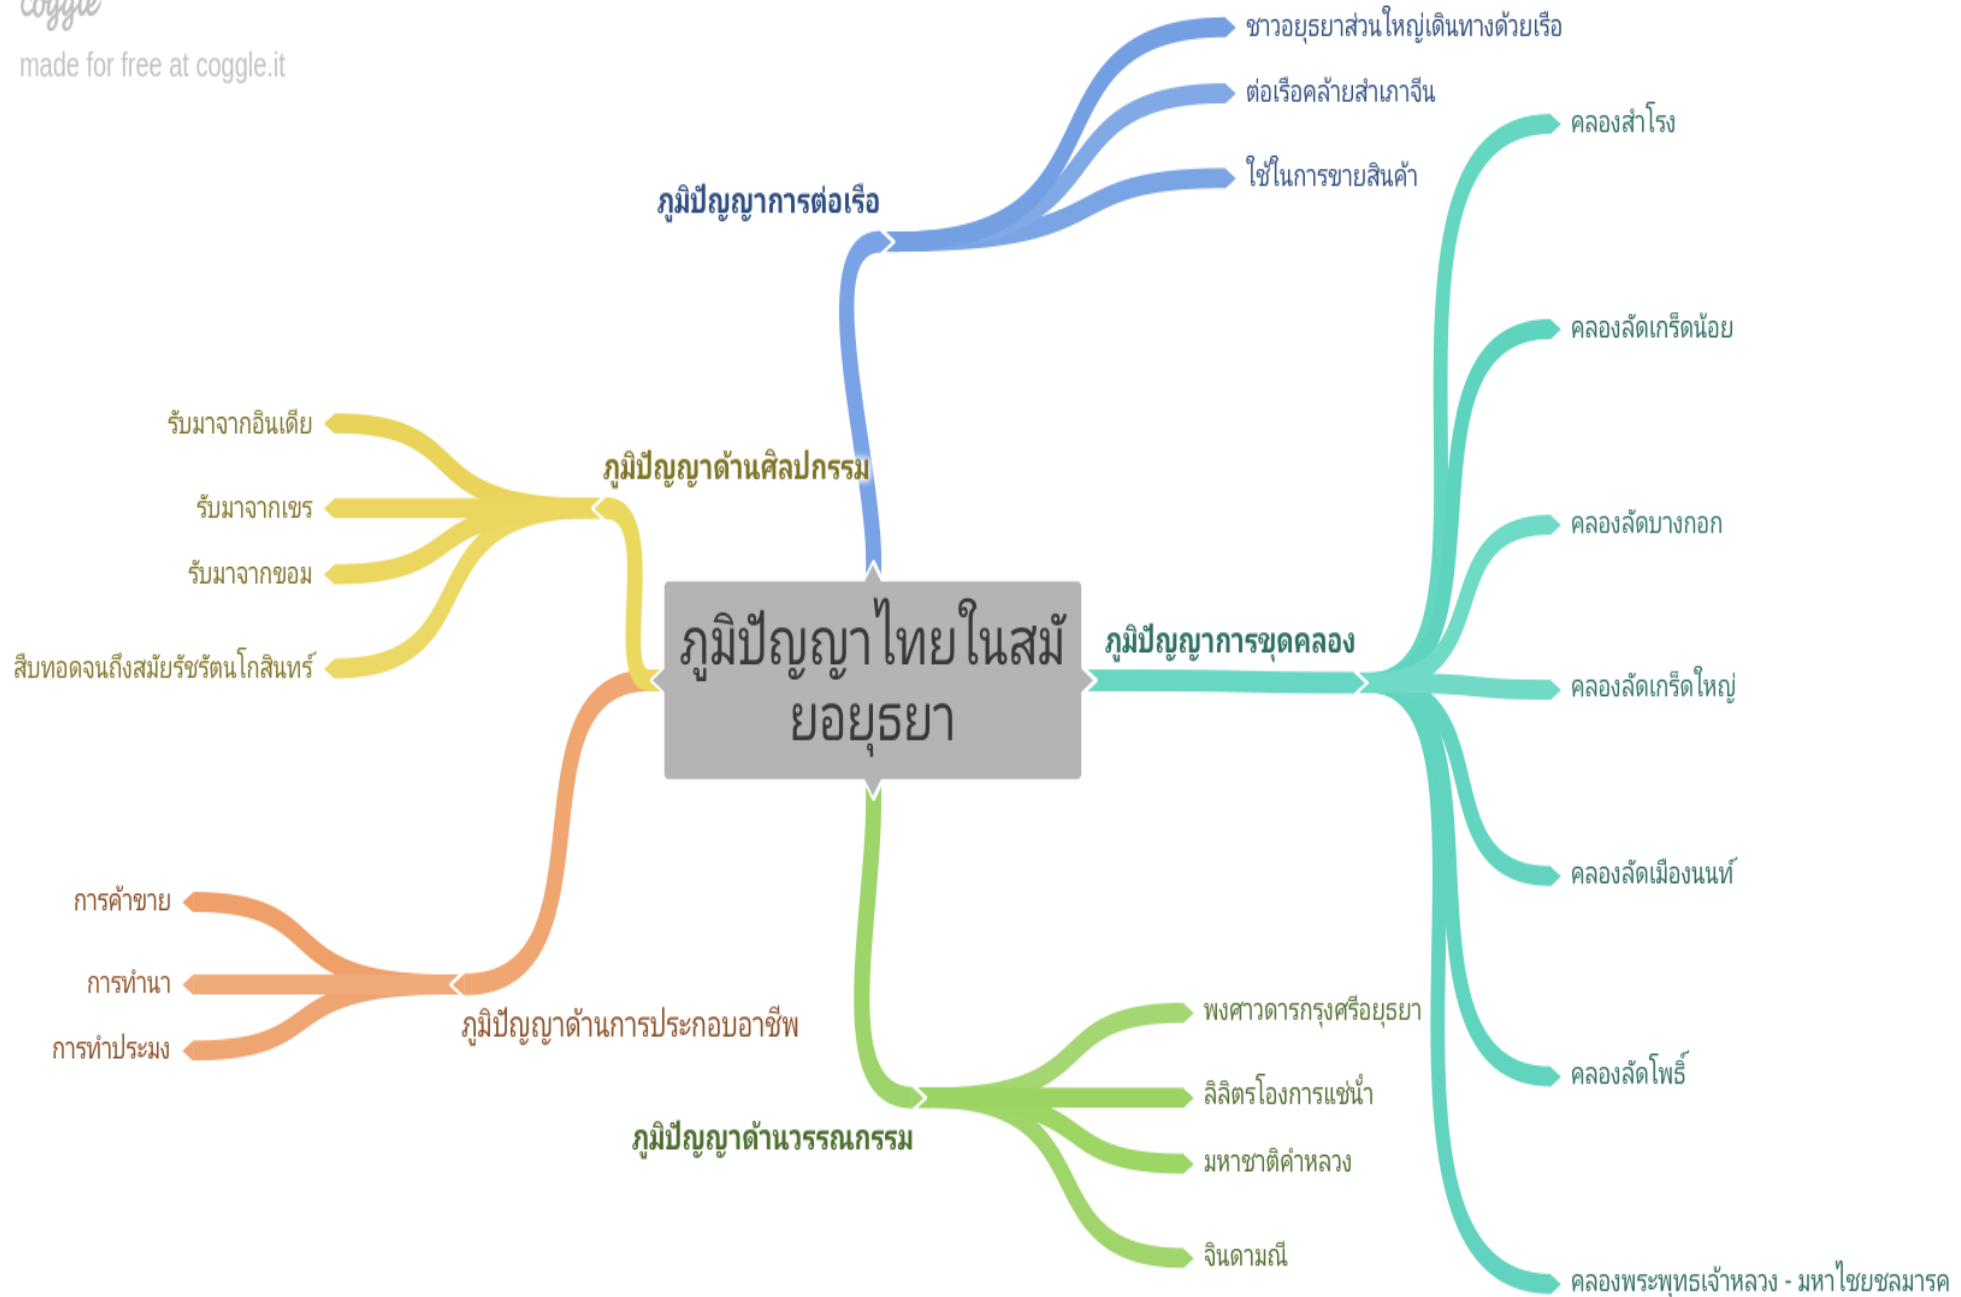 coggle
made for free at coggle.it
ภูมิปัญญาไทยในสมั
ยอยุธยา
ภูมิปัญญาการต่อเรือ
ชาวอยุธยาส่วนใหญ่เดินทางด้วยเรือ
ต่อเรือคล้ายสำเภาจีน
ใช้ในการขายสินค้า
ภูมิปัญญาการขุดคลอง
คลองสำโรง
คลองลัดเกร็ดน้อย
คลองลัดบางกอก
คลองลัดเกร็ดใหญ่
คลองลัดเมืองนนท์
คลองลัดโพธิ์
คลองพระพุทธเจ้าหลวง - มหาไชยชลมารค
ภูมิปัญญาด้านวรรณกรรม
พงศาวดารกรุงศรีอยุธยา
ลิลิตรโองการแช่น้ำ
มหาชาติคำหลวง
จินดามณี
ภูมิปัญญาด้านศิลปกรรม
รับมาจากอินเดีย
รับมาจากเขร
รับมาจากขอม
สืบทอดจนถึงสมัยรัชรัตนโกสินทร์
ภูมิปัญญาด้านการประกอบอาชีพ
การค้าขาย
การทำนา
การทำประมง